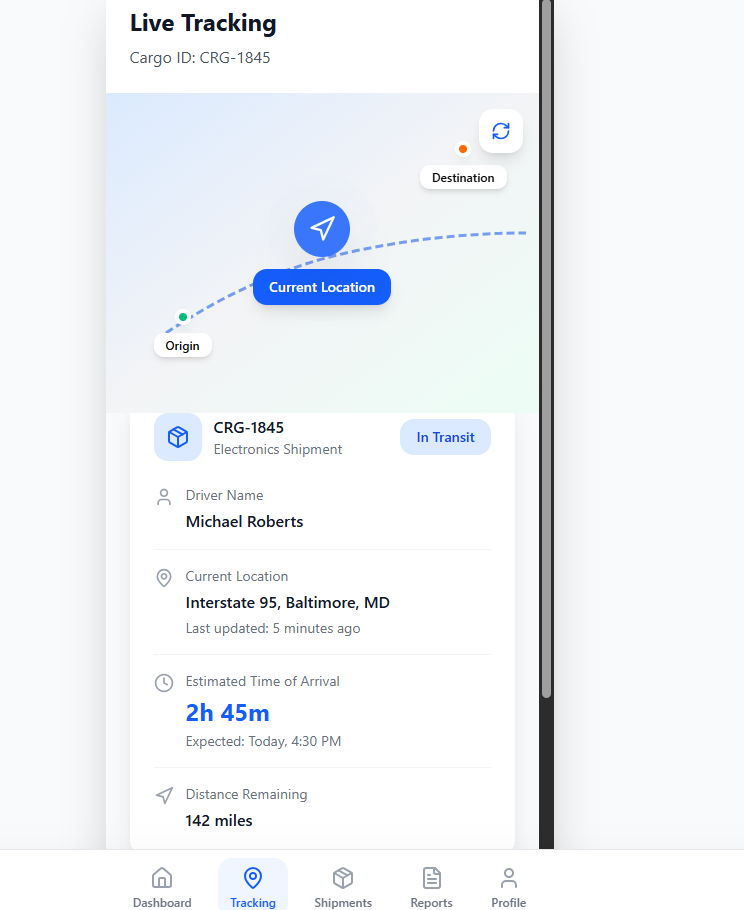 Live Tracking
Cargo ID: CRG-1845
Destination
Current Location
Origin
CRG-1845
Electronics Shipment
In Transit
Driver Name
Michael Roberts
Current Location
Interstate 95, Baltimore, MD
Last updated: 5 minutes ago
Estimated Time of Arrival
2h 45m
Expected: Today, 4:30 PM
Distance Remaining
142 miles
Dashboard
Tracking
Shipments
Reports
Profile